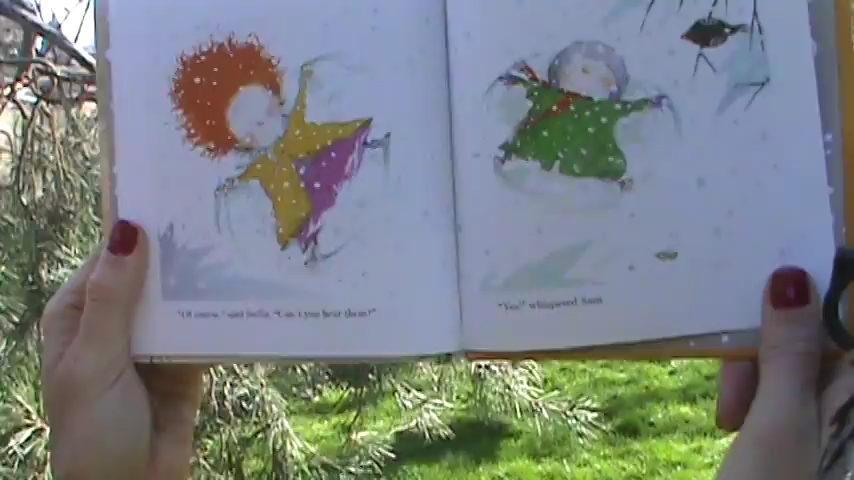 "Of course," said Stella. "Can't you hear them?"
"Yes!" whispered Sam.